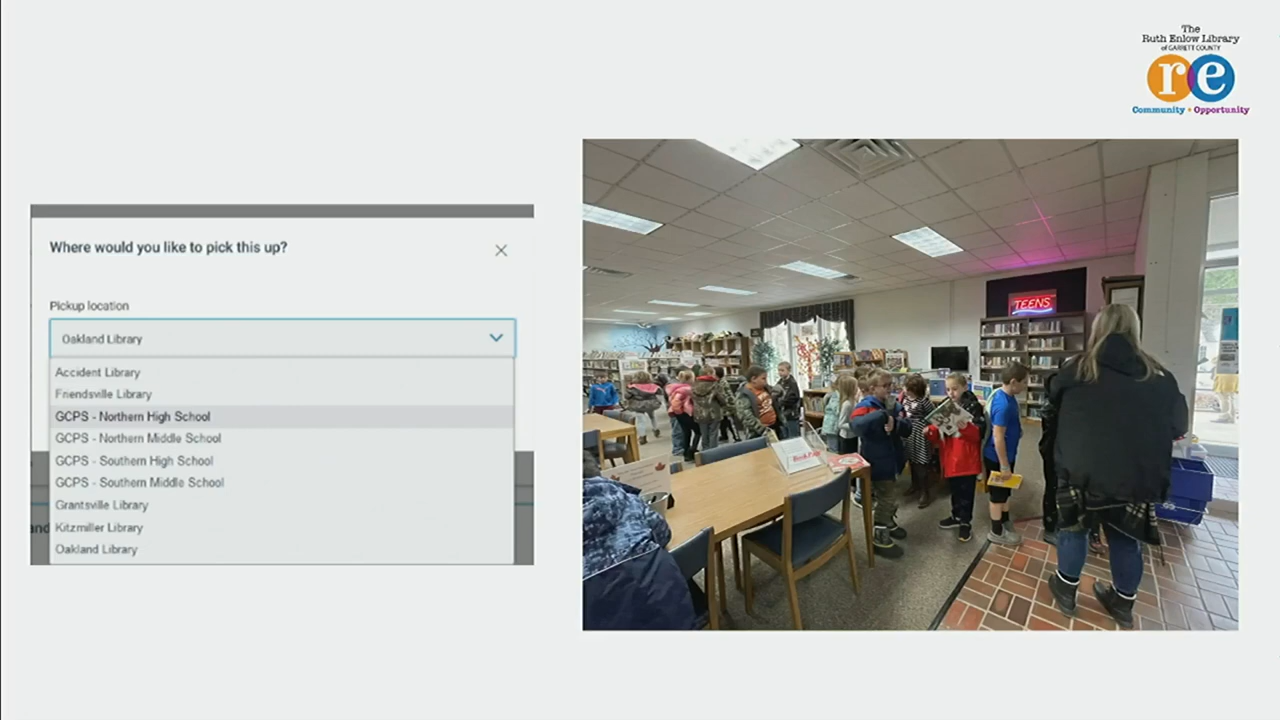 The
Ruth Enlow Library
of GARRETT COUNTY
re
Community • Opportunity
Where would you like to pick this up?
Pickup location
Oakland Library
Accident Library
Friendsville Library
GCPS - Northern High School
GCPS - Northern Middle School
GCPS - Southern High School
GCPS - Southern Middle School
Grantsville Library
Kitzmiller Library
Oakland Library
TEENS